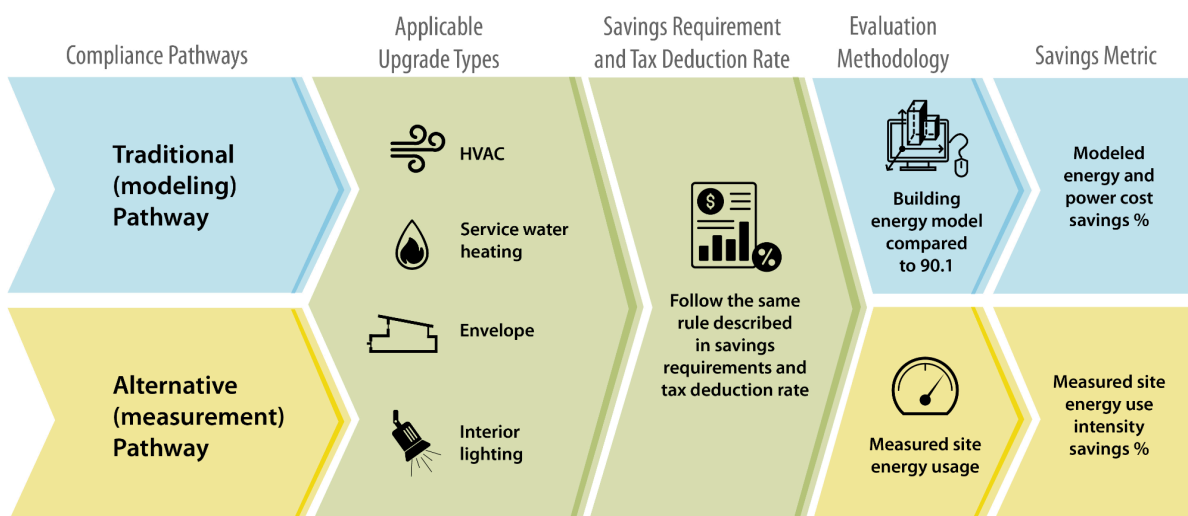 Compliance Pathways
Applicable
Upgrade Types
Savings Requirement
and Tax Deduction Rate
Evaluation
Methodology
Savings Metric
Traditional
(modeling)
Pathway
HVAC
Service water
heating
Envelope
Interior
lighting
$
%
Follow the same
rule described
in savings
requirements and
tax deduction rate
Building
energy model
compared
to 90.1
Modeled
energy and
power cost
savings %
Alternative
(measurement)
Pathway
Measured site
energy usage
Measured site
energy use
intensity
savings %